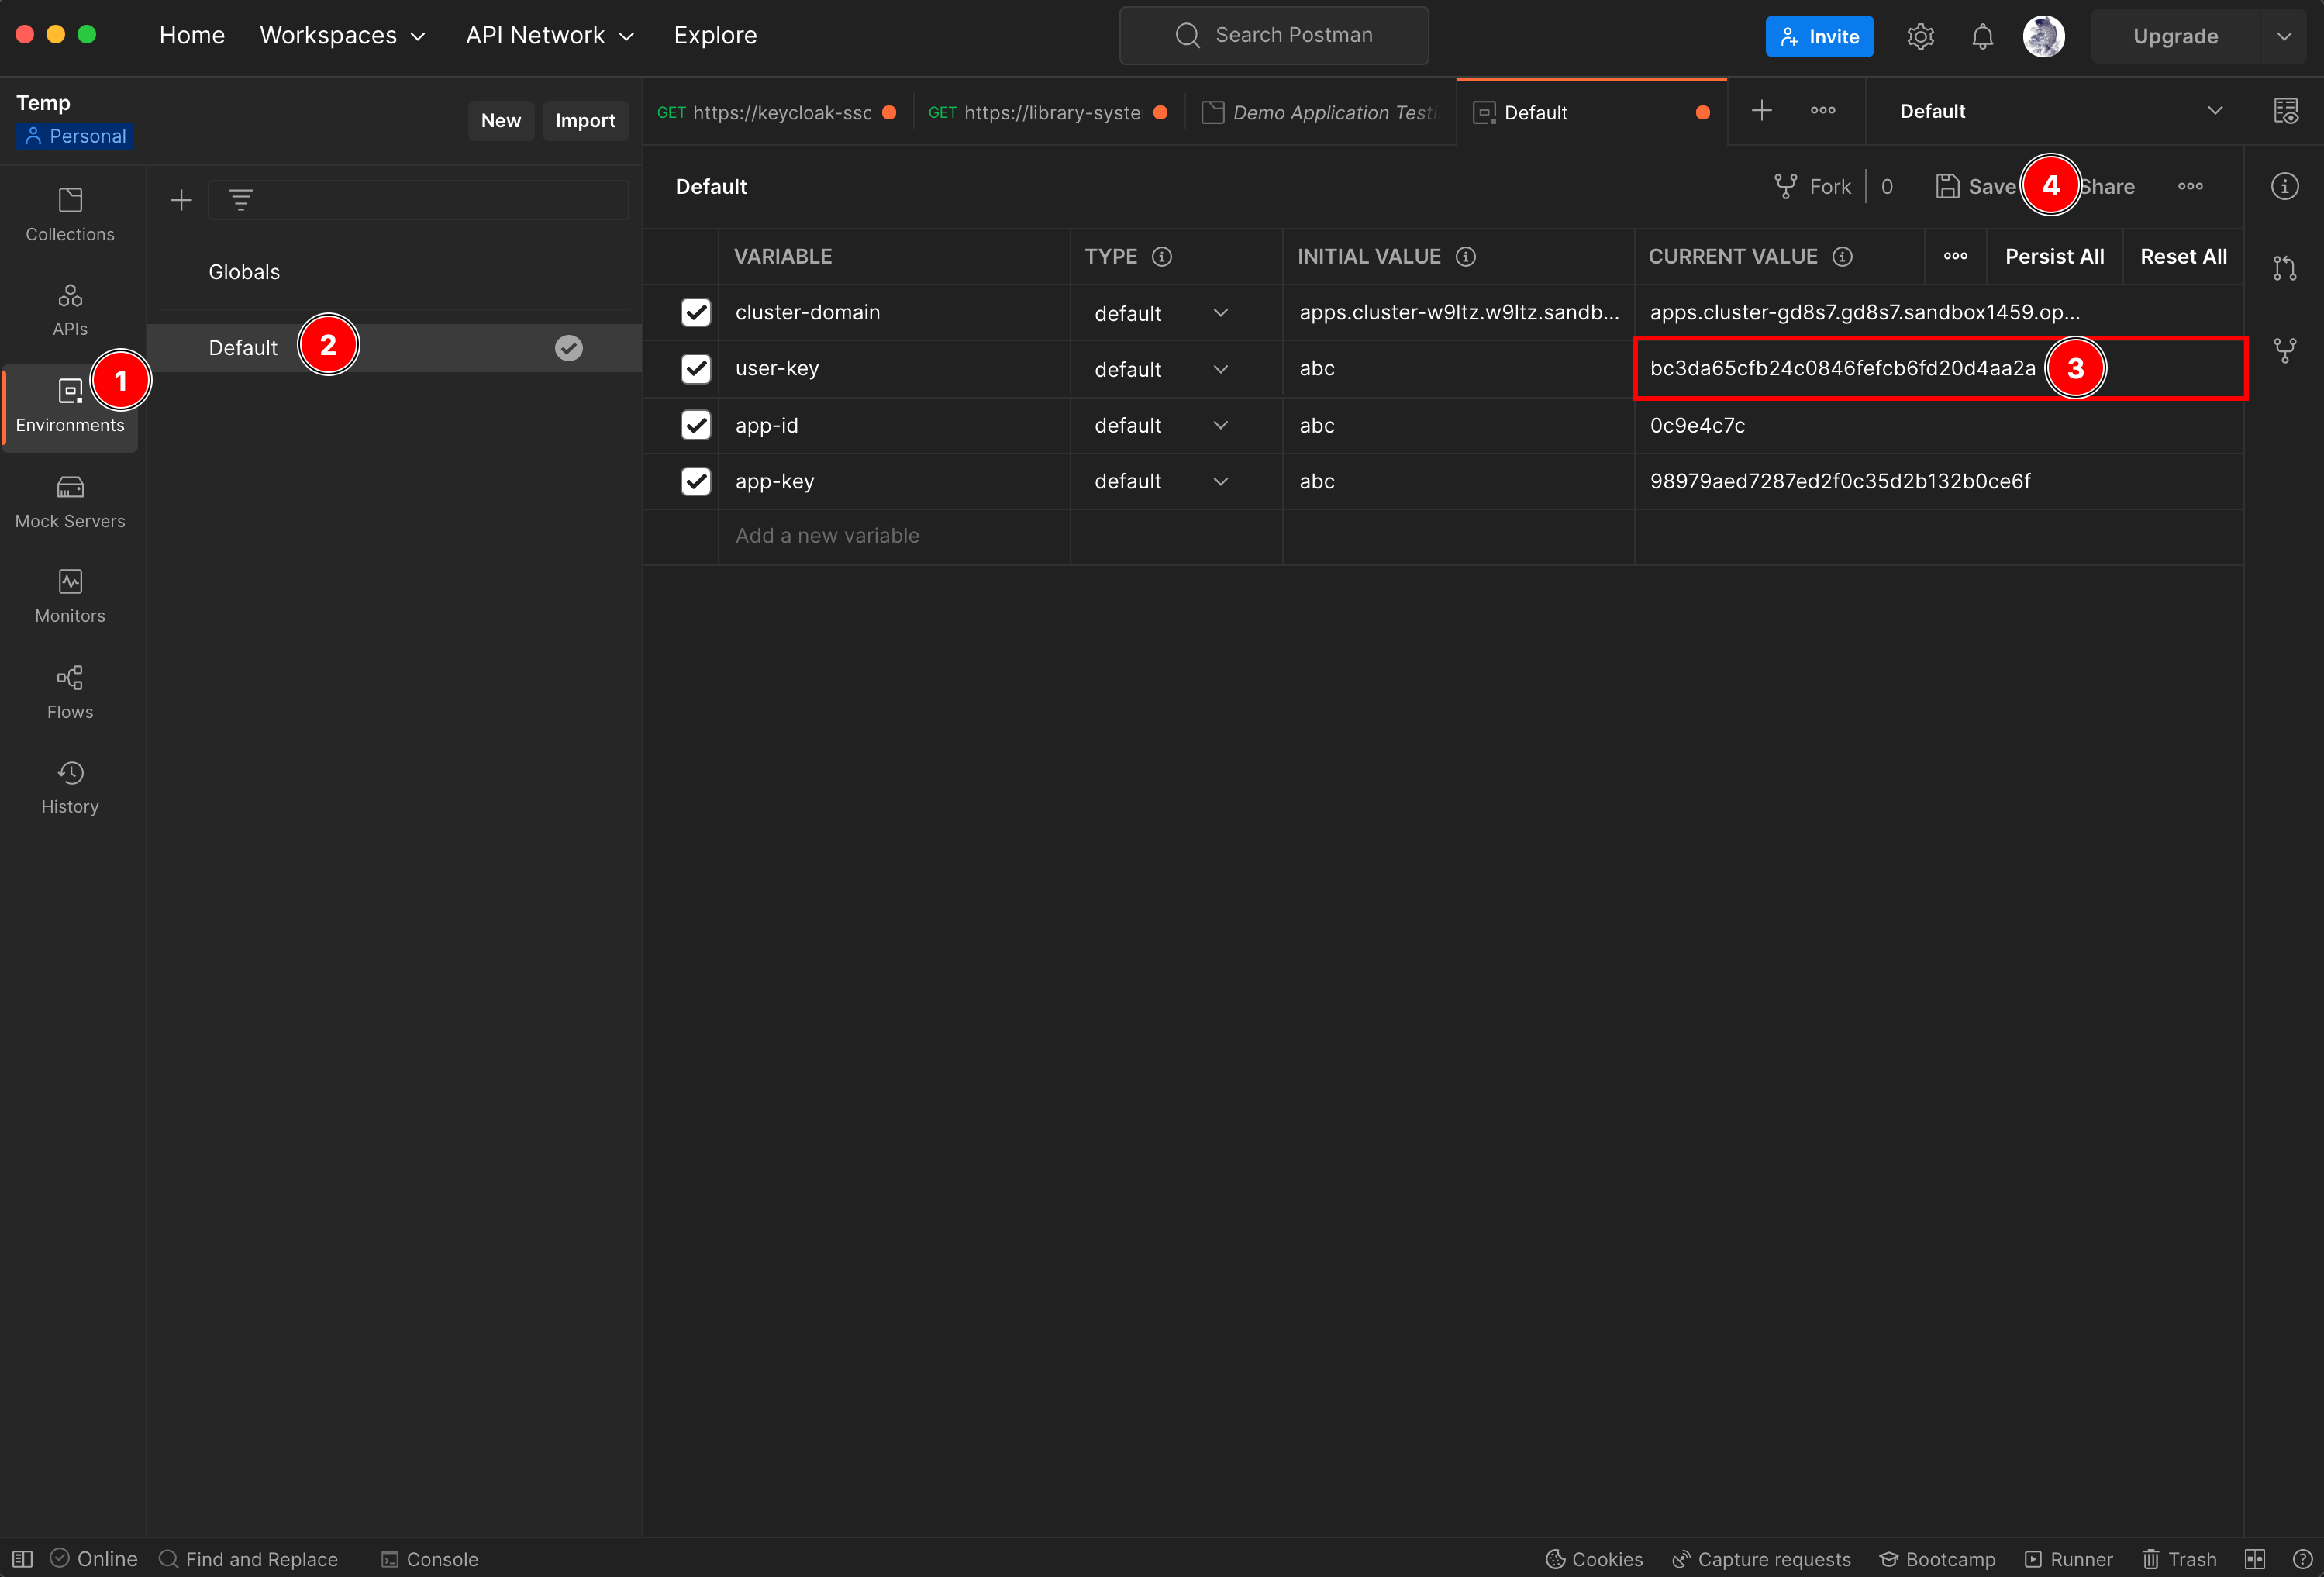 Home
Workspaces
API Network
Explore
Search Postman
Invite
Upgrade
Temp
Personal
New
Import
GET https://keycloak-sso
GET https://library-syste
Demo Application Testi
Default
Default
Collections
APIs
1
Environments
Mock Servers
Monitors
Flows
History
Globals
Default
2
Default
Fork
0
Save
4
Share
VARIABLE
TYPE
INITIAL VALUE
CURRENT VALUE
Persist All
Reset All
cluster-domain
default
apps.cluster-w9ltz.w9ltz.sandb...
apps.cluster-gd8s7.gd8s7.sandbox1459.op...
user-key
default
abc
bc3da65cfb24c0846fefcb6fd20d4aa2a
3
app-id
default
abc
0c9e4c7c
app-key
default
abc
98979aed7287ed2f0c35d2b132b0ce6f
Add a new variable
Online
Find and Replace
Console
Cookies
Capture requests
Bootcamp
Runner
Trash